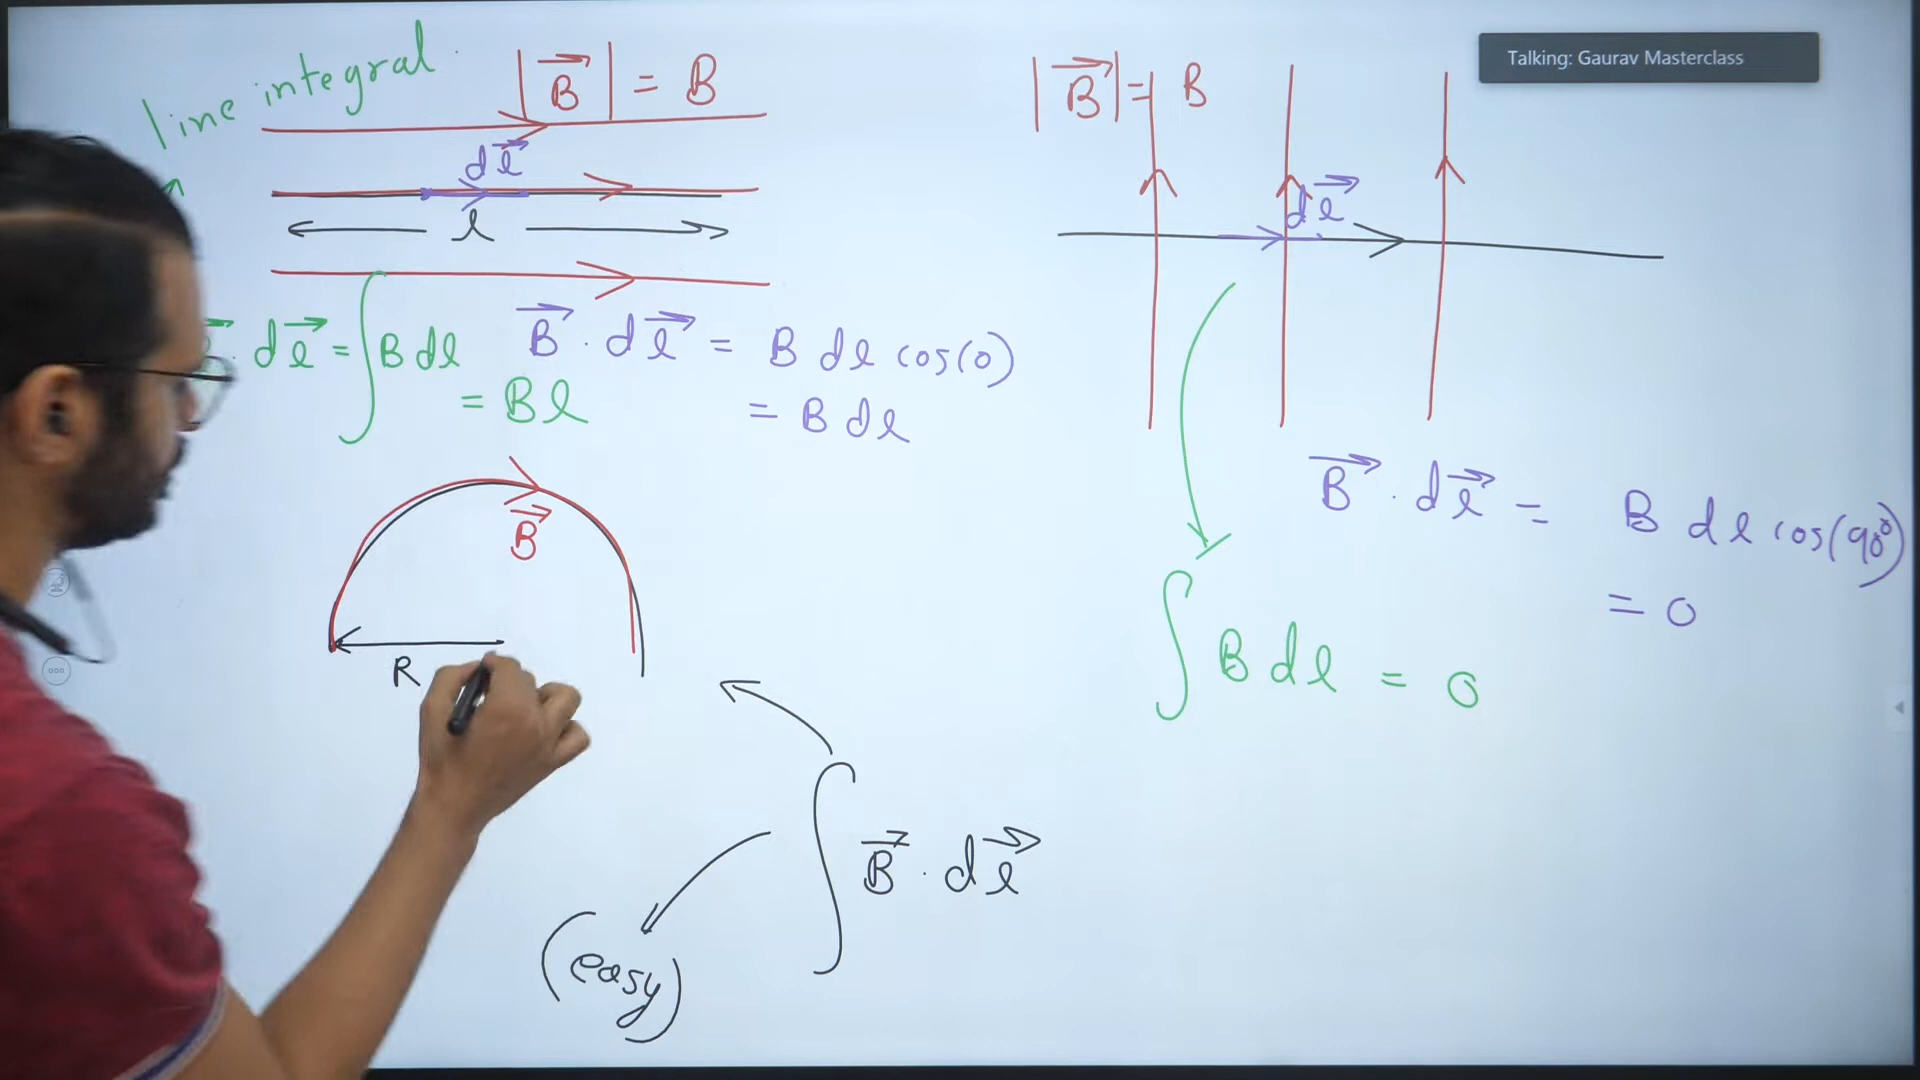 line integral
|B⃗| = B
dl⃗
l
. dl⃗ = ∫ B dl
= Bl
B⃗ . dl⃗ = B dl cos(0)
= B dl
B⃗
R
∫ B⃗ . dl⃗
(easy)
Talking: Gaurav Masterclass
|B⃗| = B
dl⃗
B⃗ . dl⃗ = B dl cos(90°)
= 0
∫ B dl = 0